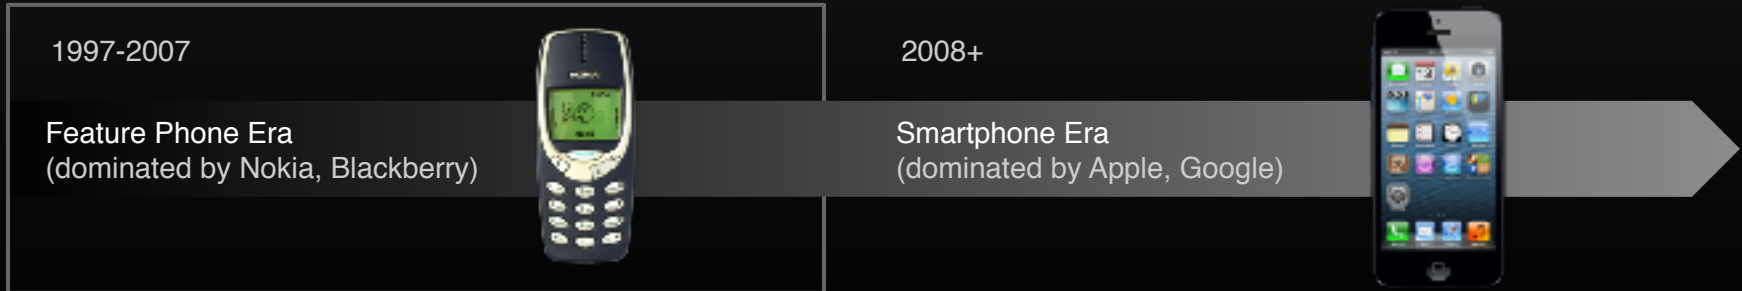 1997-2007
Feature Phone Era
(dominated by Nokia, Blackberry)
2008+
Smartphone Era
(dominated by Apple, Google)